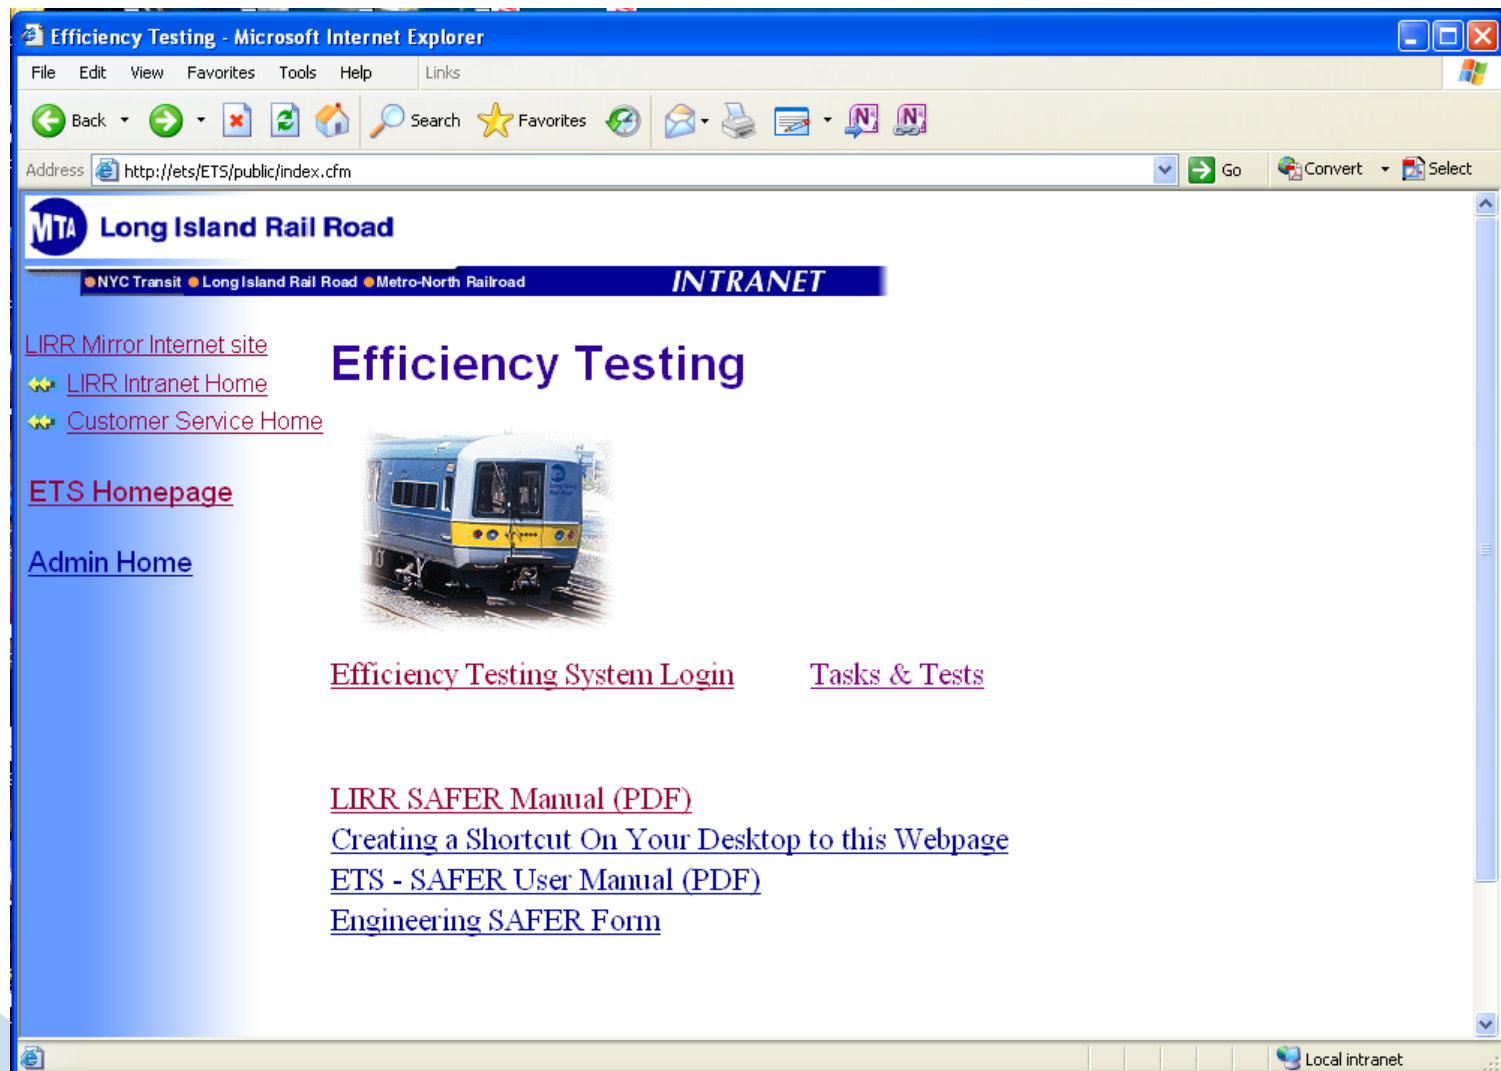 Efficiency Testing - Microsoft Internet Explorer
File Edit View Favorites Tools Help Links
Back Search Favorites
Address http://ets/ETS/public/index.cfm Go Convert Select
MTA Long Island Rail Road
NYC Transit Long Island Rail Road Metro-North Railroad INTRANET
LIRR Mirror Internet site
LIRR Intranet Home
Customer Service Home
ETS Homepage
Admin Home
Efficiency Testing
Efficiency Testing System Login Tasks & Tests
LIRR SAFER Manual (PDF)
Creating a Shortcut On Your Desktop to this Webpage
ETS - SAFER User Manual (PDF)
Engineering SAFER Form
Local intranet